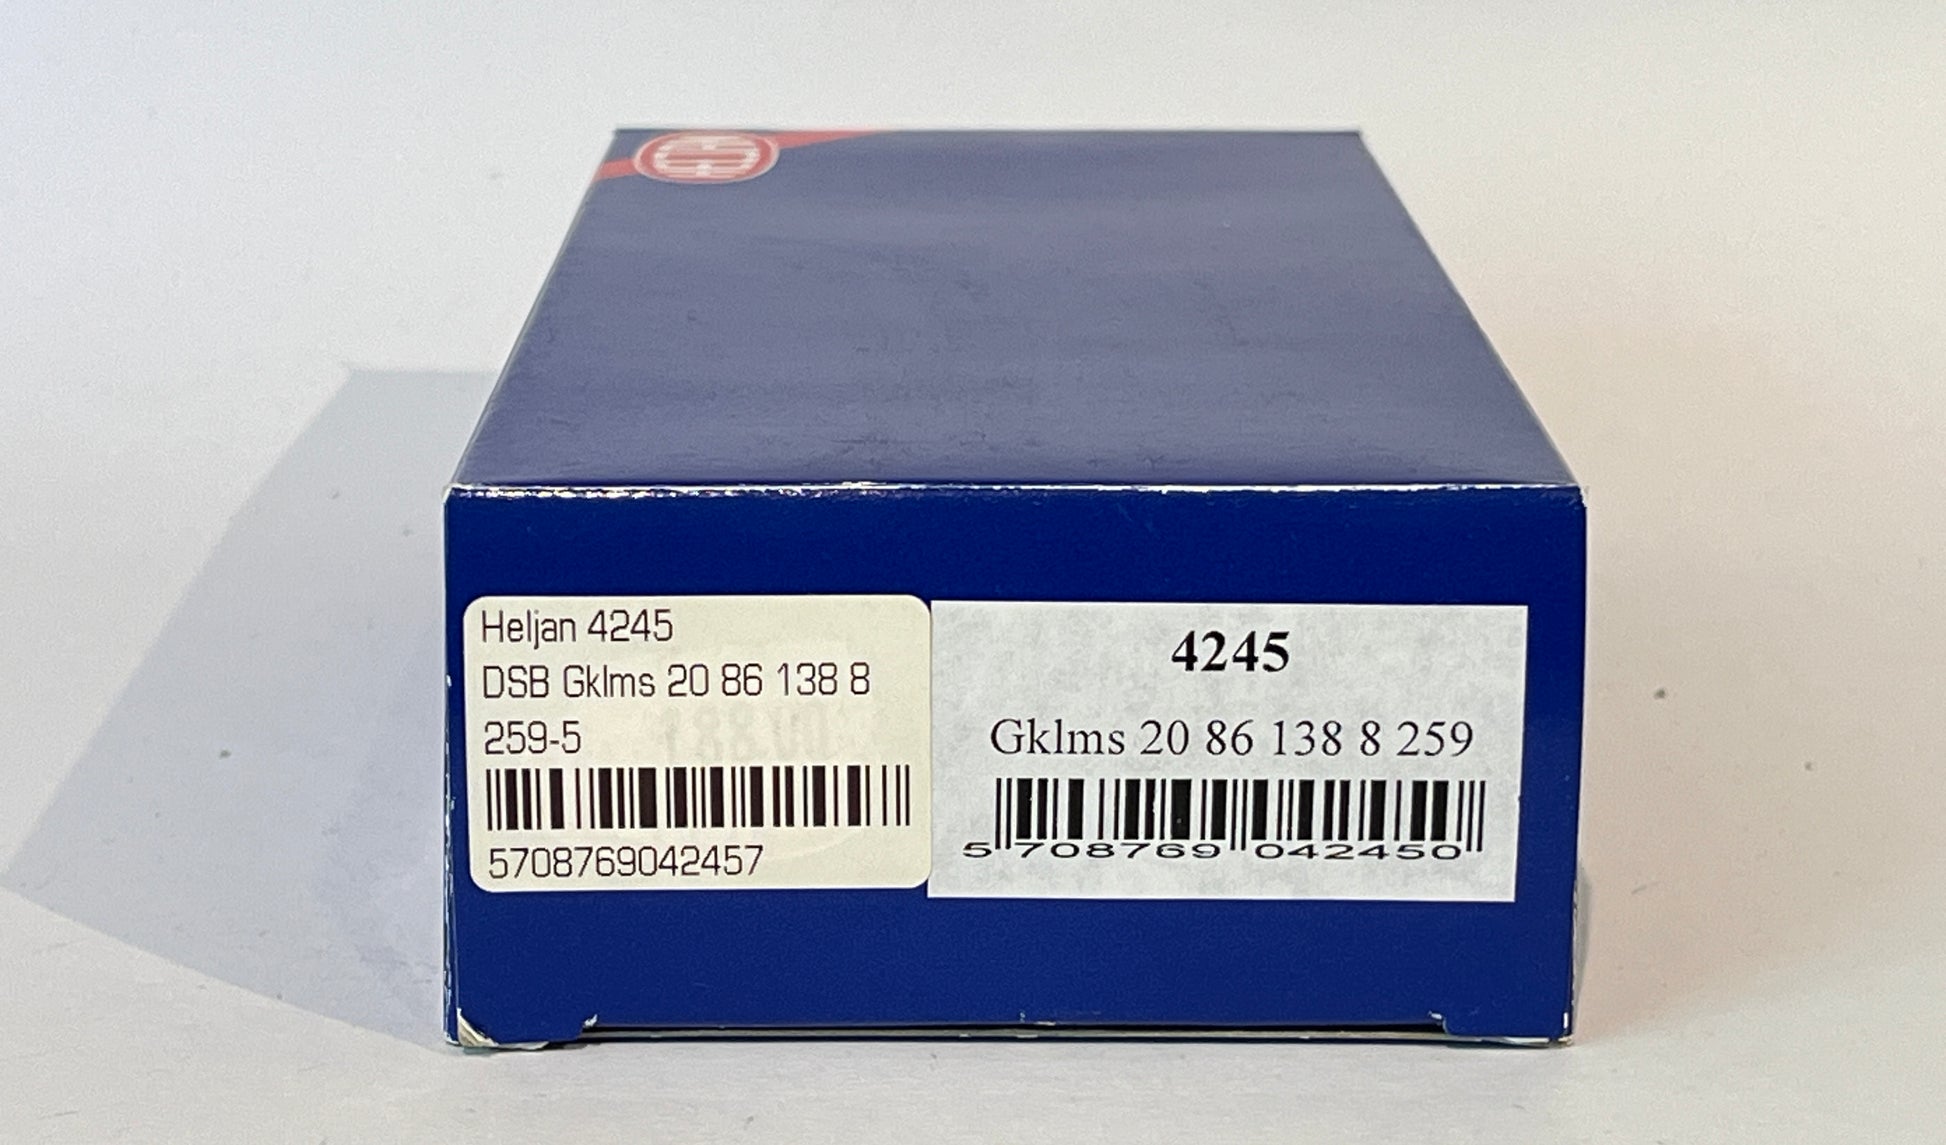 HELJAN
Heljan 4245
DSB Gklms 20 86 138 8
259-5
5708769042457
4245
Gklms 20 86 138 8 259
5 708769 042450